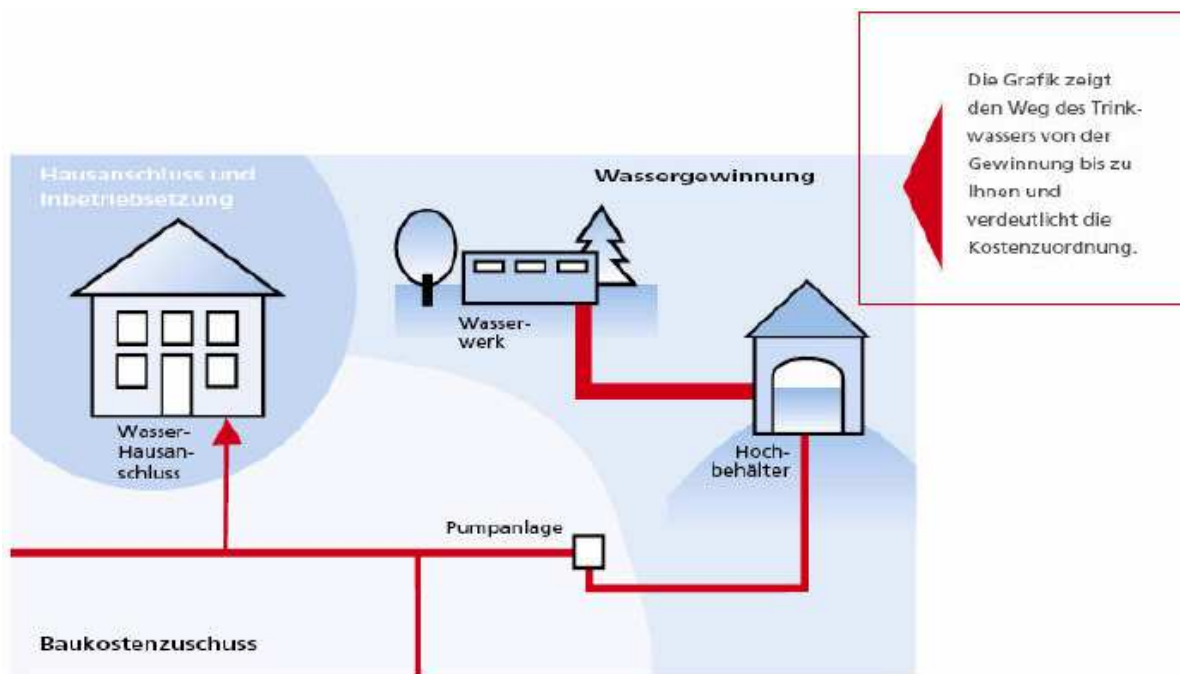 Die Grafik zeigt
den Weg des Trink-
wassers von der
Gewinnung bis zu
Ihnen und
verdeutlicht die
Kostenzuordnung.
Hausanschluss und
Inbetriebsetzung
Wassergewinnung
Wasser-
werk
Wasser-
Hausan-
schluss
Hoch-
behälter
Pumpanlage
Baukostenzuschuss